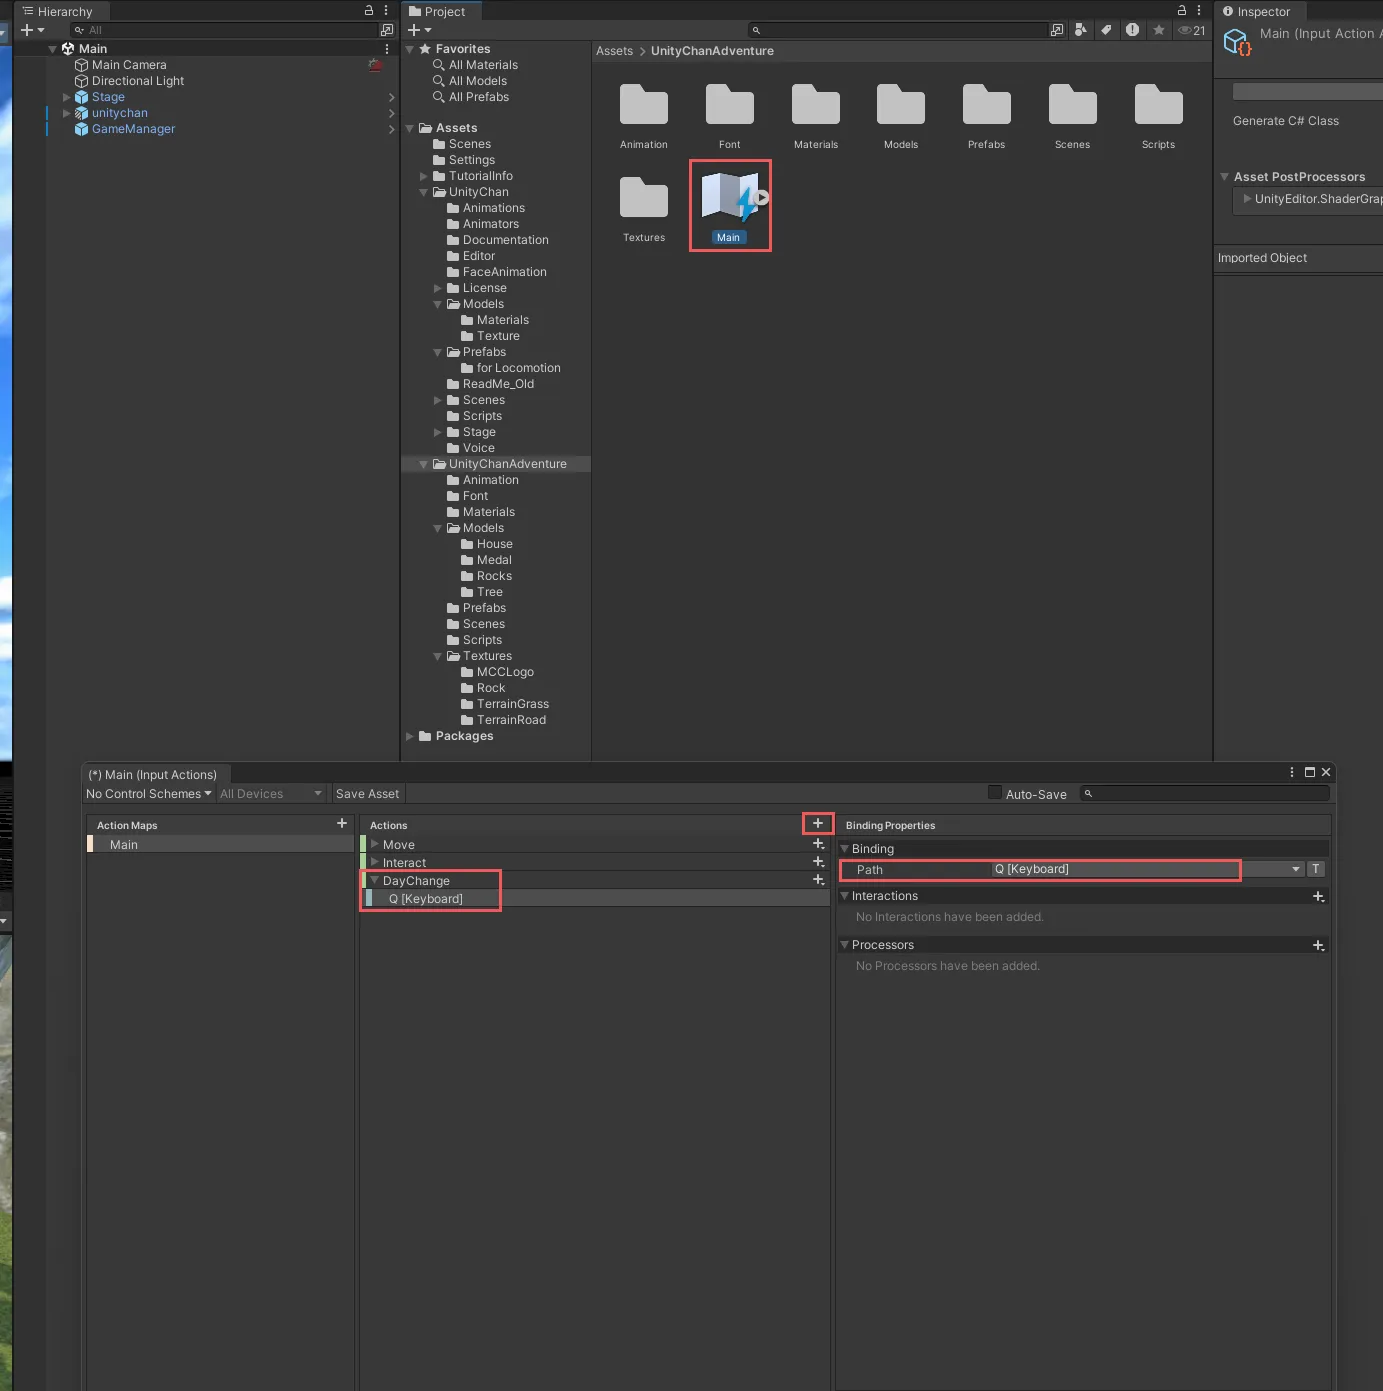 Hierarchy
All
Main
Main Camera
Directional Light
Stage
unitychan
GameManager
Project
21
Favorites
All Materials
All Models
All Prefabs
Assets
Scenes
Settings
TutorialInfo
UnityChan
Animations
Animators
Documentation
Editor
FaceAnimation
License
Models
Materials
Texture
Prefabs
for Locomotion
ReadMe_Old
Scenes
Scripts
Stage
Voice
UnityChanAdventure
Animation
Font
Materials
Models
House
Medal
Rocks
Tree
Prefabs
Scenes
Scripts
Textures
MCCLogo
Rock
TerrainGrass
TerrainRoad
Packages
Assets > UnityChanAdventure
Animation
Font
Materials
Models
Prefabs
Scenes
Scripts
Textures
Main
Inspector
Main (Input Action A
Generate C# Class
Asset PostProcessors
UnityEditor.ShaderGrap
Imported Object
(*) Main (Input Actions)
No Control Schemes
All Devices
Save Asset
Auto-Save
Action Maps
Main
Actions
Move
Interact
DayChange
Q [Keyboard]
Binding Properties
Binding
Path Q [Keyboard] T
Interactions
No Interactions have been added.
Processors
No Processors have been added.